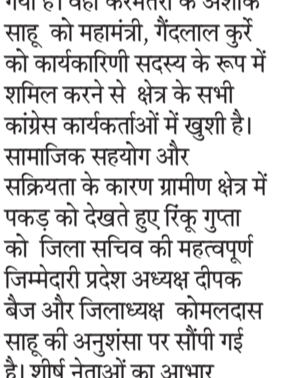 गया है। वहीं करमतरा के अशोक
साहू को महामंत्री, गैंदलाल कुर्रे
को कार्यकारिणी सदस्य के रूप में
शामिल करने से क्षेत्र के सभी
कांग्रेस कार्यकर्ताओं में खुशी है।
सामाजिक सहयोग और
सक्रियता के कारण ग्रामीण क्षेत्र में
पकड़ को देखते हुए रिंकू गुप्ता
को जिला सचिव की महत्वपूर्ण
जिम्मेदारी प्रदेश अध्यक्ष दीपक
बैज और जिलाध्यक्ष कोमलदास
साहू की अनुशंसा पर सौंपी गई
है। शीर्ष नेताओं का आभार